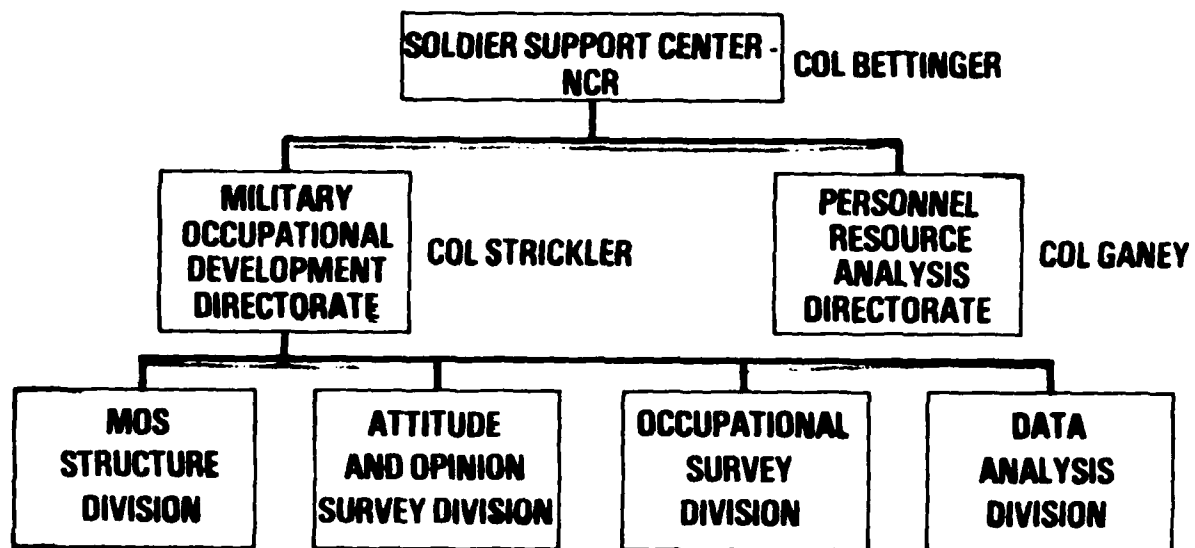 SOLDIER SUPPORT CENTER -
NCR
COL BETTINGER
MILITARY
OCCUPATIONAL
DEVELOPMENT
DIRECTORATE
COL STRICKLER
PERSONNEL
RESOURCE
ANALYSIS
DIRECTORATE
COL GANEY
MOS
STRUCTURE
DIVISION
ATTITUDE
AND OPINION
SURVEY DIVISION
OCCUPATIONAL
SURVEY
DIVISION
DATA
ANALYSIS
DIVISION